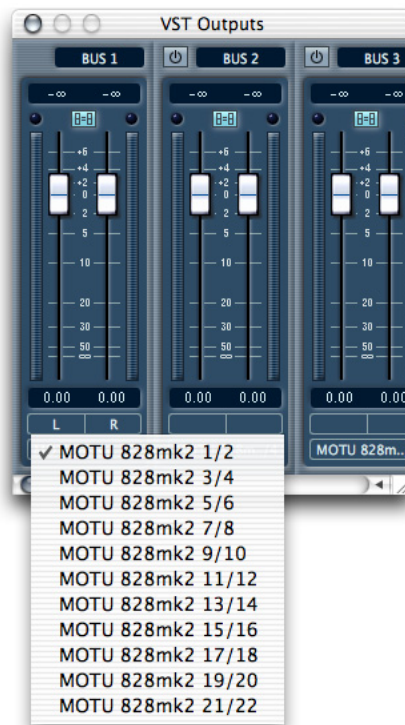 VST Outputs
BUS 1 BUS 2 BUS 3
-∞ -∞ -∞ -∞ -∞
+6 +6 +6
+4 +4 +4
+2 +2 +2
0 0 0
2 2 2
5 5 5
10 10 10
20 20 20
30 30 30
50 50 50
∞ ∞ ∞
0.00 0.00 0.00 0.00 0.00
L R
MOTU 828m..
✓ MOTU 828mk2 1/2
MOTU 828mk2 3/4
MOTU 828mk2 5/6
MOTU 828mk2 7/8
MOTU 828mk2 9/10
MOTU 828mk2 11/12
MOTU 828mk2 13/14
MOTU 828mk2 15/16
MOTU 828mk2 17/18
MOTU 828mk2 19/20
MOTU 828mk2 21/22